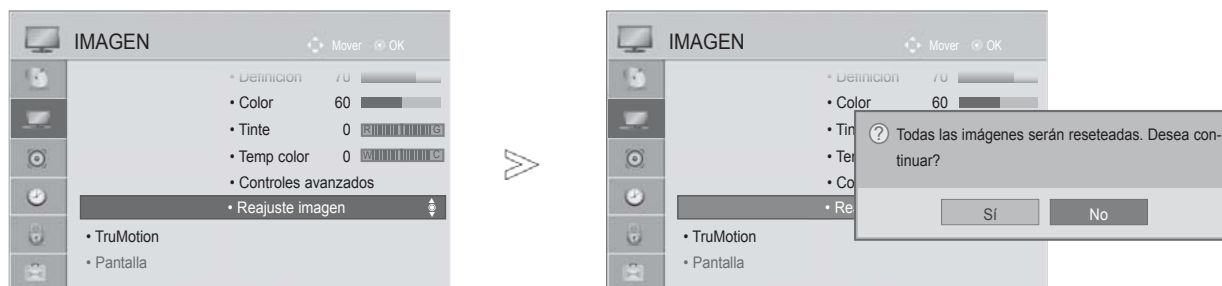 IMAGEN
Mover OK
• Definición 70
• Color 60
• Tinte 0 R G
• Temp color 0 W C
• Controles avanzados
• Reajuste imagen
• TruMotion
• Pantalla
IMAGEN
Mover OK
• Definición 70
• Color 60
• Tin
• Te
• Co
• Re
• TruMotion
• Pantalla
? Todas las imágenes serán reseteadas. Desea con-
tinuar?
Sí No